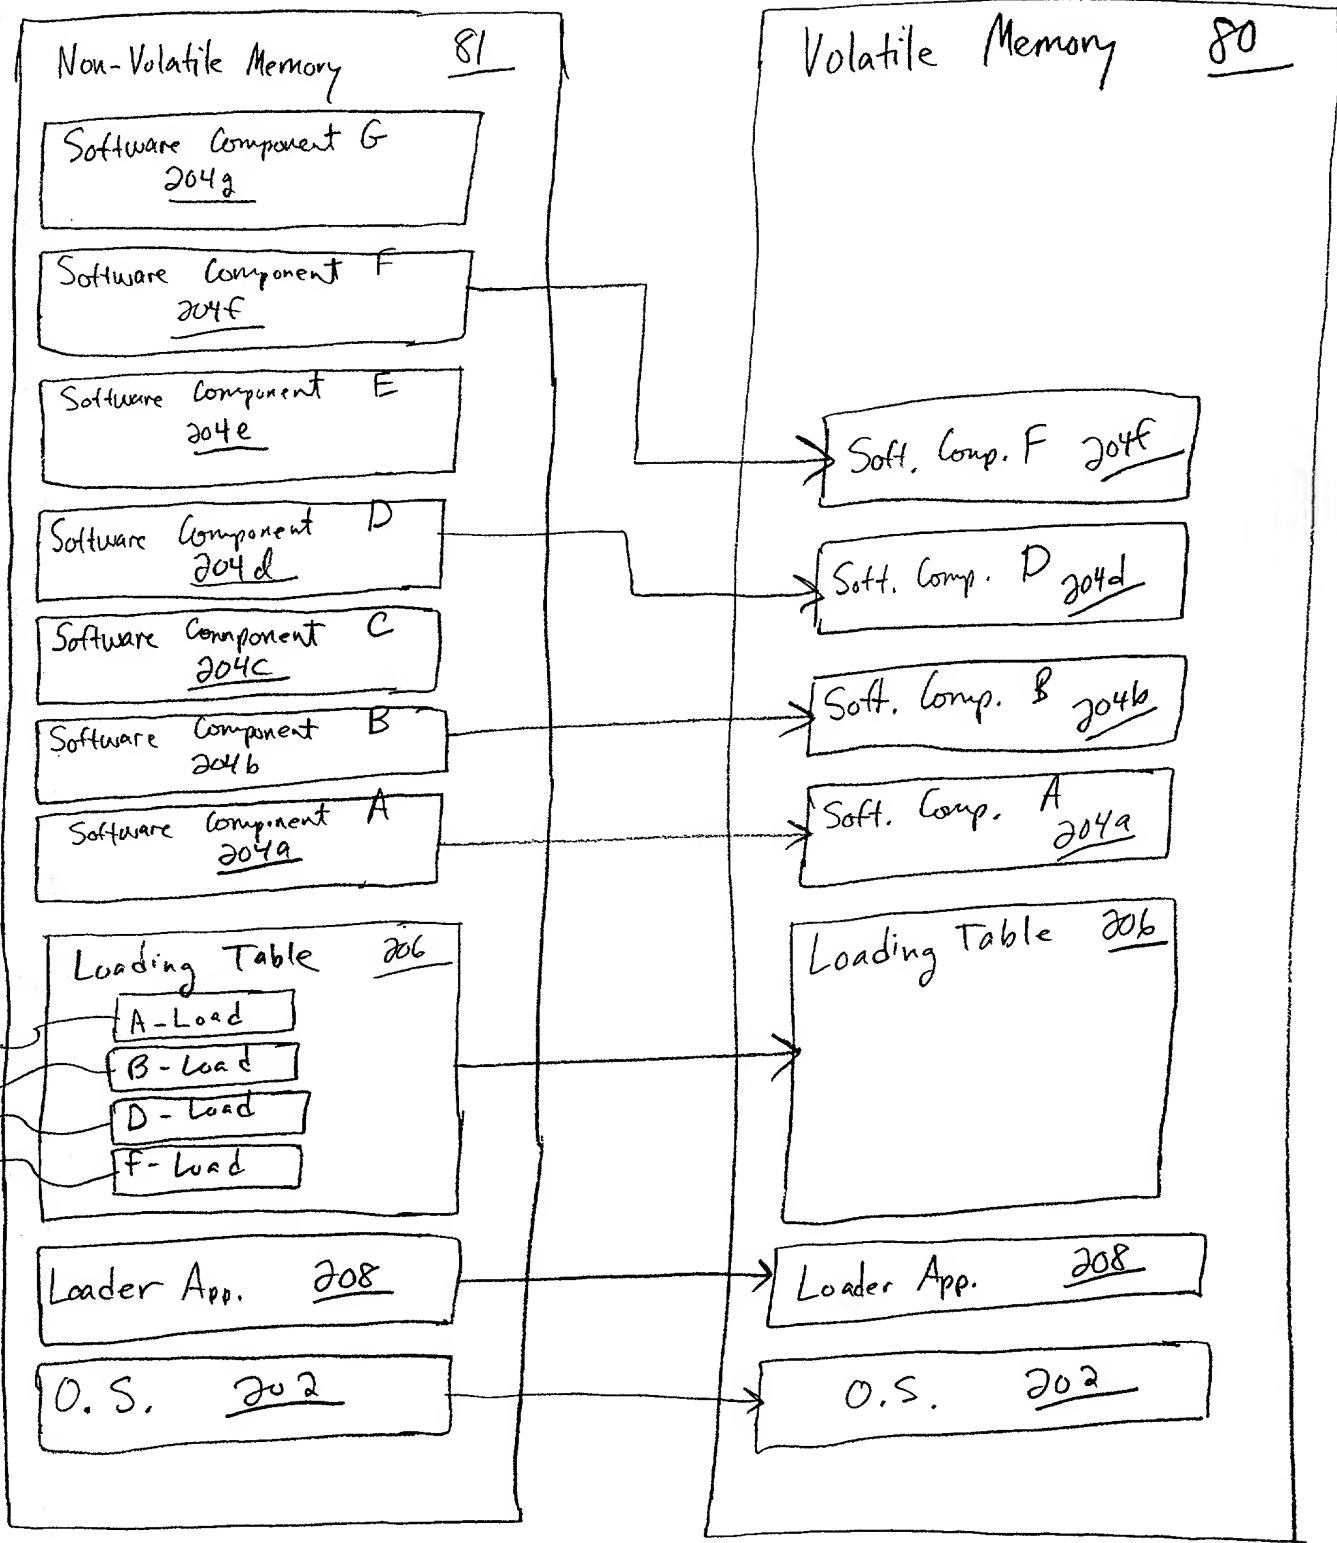 Non-Volatile Memory 81
Software Component G
204g
Software Component F
204f
Software Component E
204e
Software Component D
204d
Software Component C
204c
Software Component B
204b
Software Component A
204a
Loading Table 206
A-Load
B-Load
D-Load
F-Load
Loader App. 208
O.S. 202
Volatile Memory 80
Soft. Comp. F 204f
Soft. Comp. D 204d
Soft. Comp. B 204b
Soft. Comp. A
204a
Loading Table 206
Loader App. 208
O.S. 202